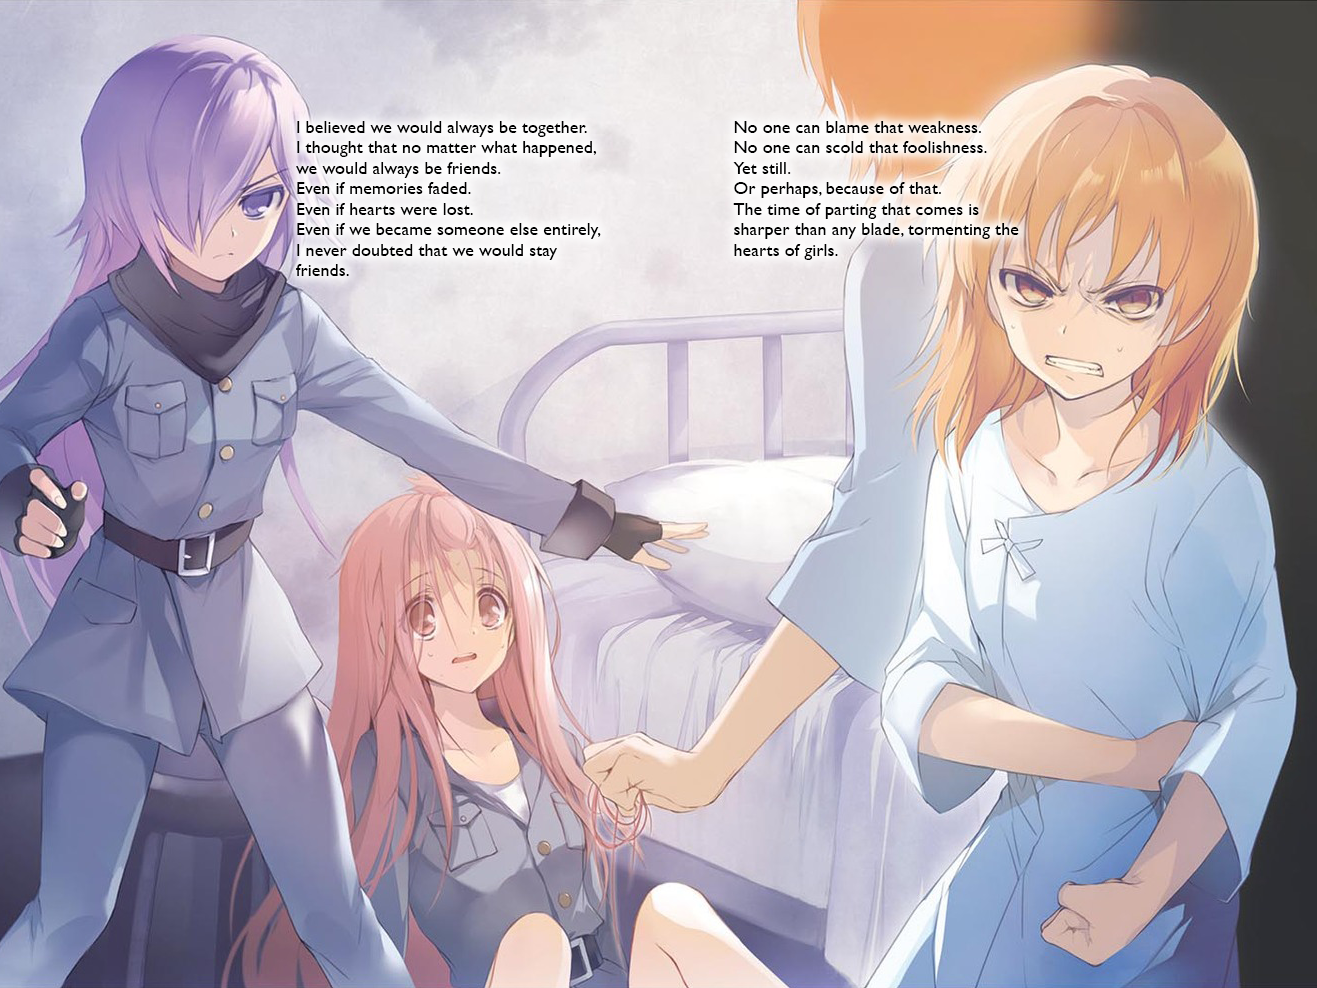 I believed we would always be together.
I thought that no matter what happened,
we would always be friends.
Even if memories faded.
Even if hearts were lost.
Even if we became someone else entirely,
I never doubted that we would stay
friends.
No one can blame that weakness.
No one can scold that foolishness.
Yet still.
Or perhaps, because of that.
The time of parting that comes is
sharper than any blade, tormenting the
hearts of girls.